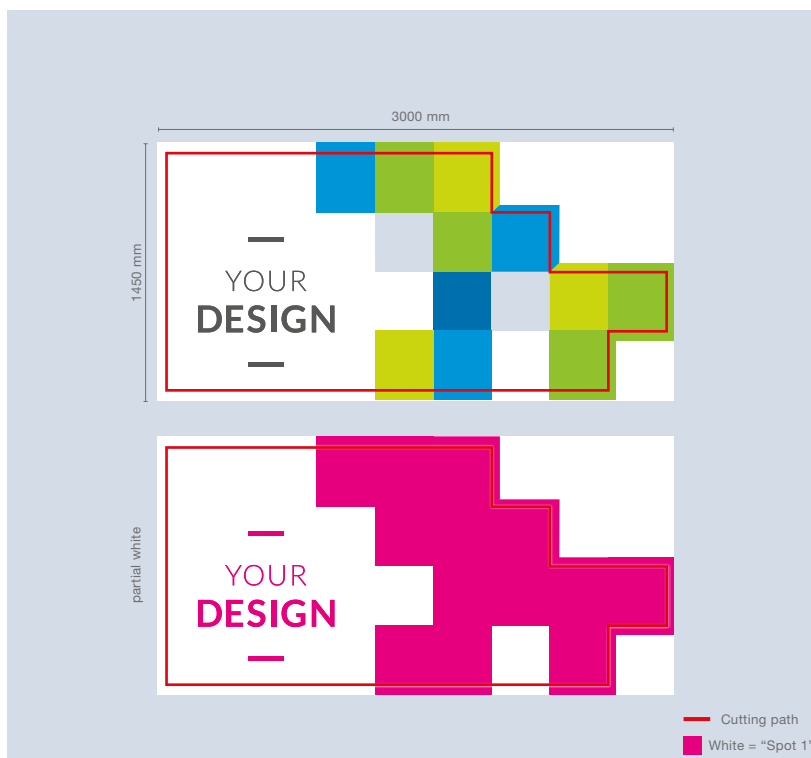 3000 mm
1450 mm
YOUR
DESIGN
partial white
YOUR
DESIGN
Cutting path
White = “Spot 1”